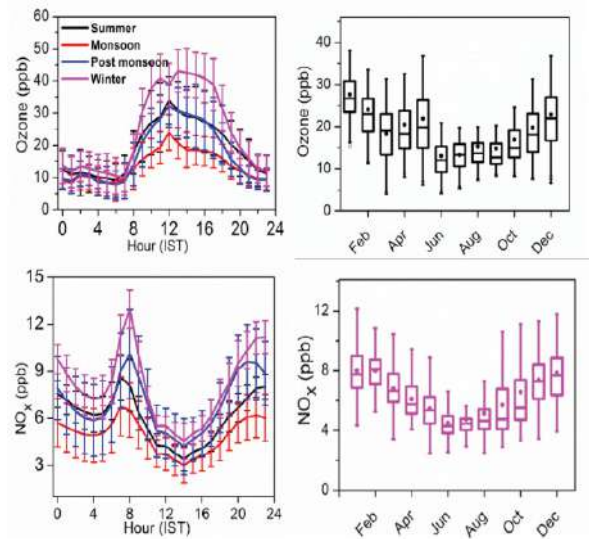 60
50
40
30
20
10
0
Ozone (ppb)
Summer
Monsoon
Post monsoon
Winter
0 4 8 12 16 20 24
Hour (IST)
40
30
20
10
0
Ozone (ppb)
Feb Apr Jun Aug Oct Dec
15
12
9
6
3
NOx (ppb)
0 4 8 12 16 20 24
Hour (IST)
12
8
4
0
NOx (ppb)
Feb Apr Jun Aug Oct Dec